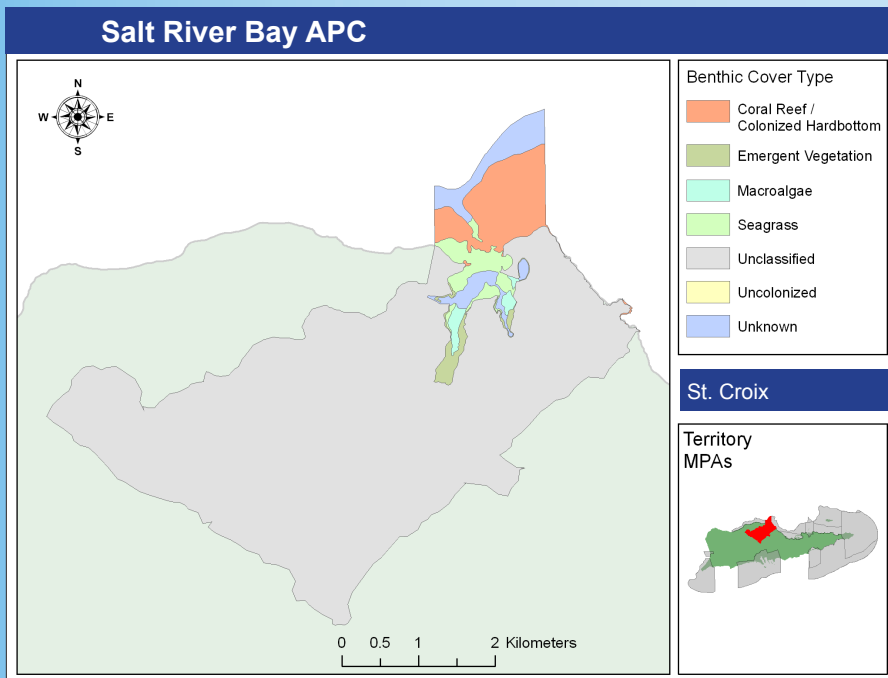 Salt River Bay APC
N
W
E
S
0 0.5 1 2 Kilometers
Benthic Cover Type
Coral Reef /
Colonized Hardbottom
Emergent Vegetation
Macroalgae
Seagrass
Unclassified
Uncolonized
Unknown
St. Croix
Territory
MPAs